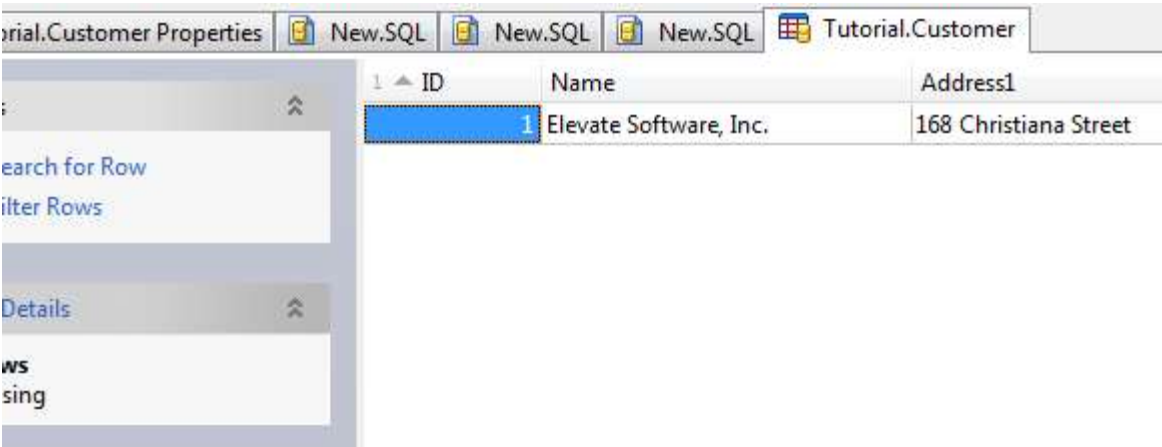 orial.Customer Properties New.SQL New.SQL New.SQL Tutorial.Customer
1 ID Name Address1
s
1 Elevate Software, Inc. 168 Christiana Street
earch for Row
ilter Rows
Details
ws
sing